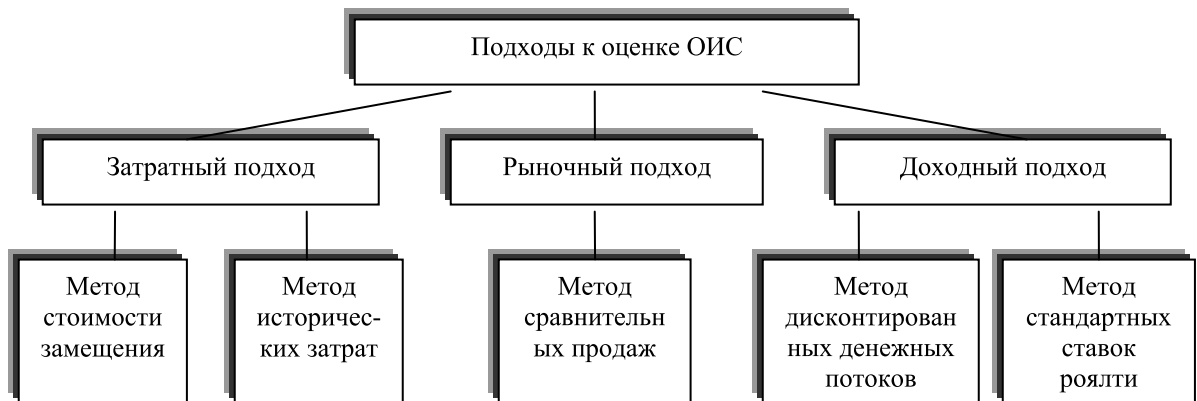 Подходы к оценке ОИС
Затратный подход
Рыночный подход
Доходный подход
Метод
стоимости
замещения
Метод
историчес-
ких затрат
Метод
сравнительн
ых продаж
Метод
дисконтирован
ных денежных
потоков
Метод
стандартных
ставок
роялти